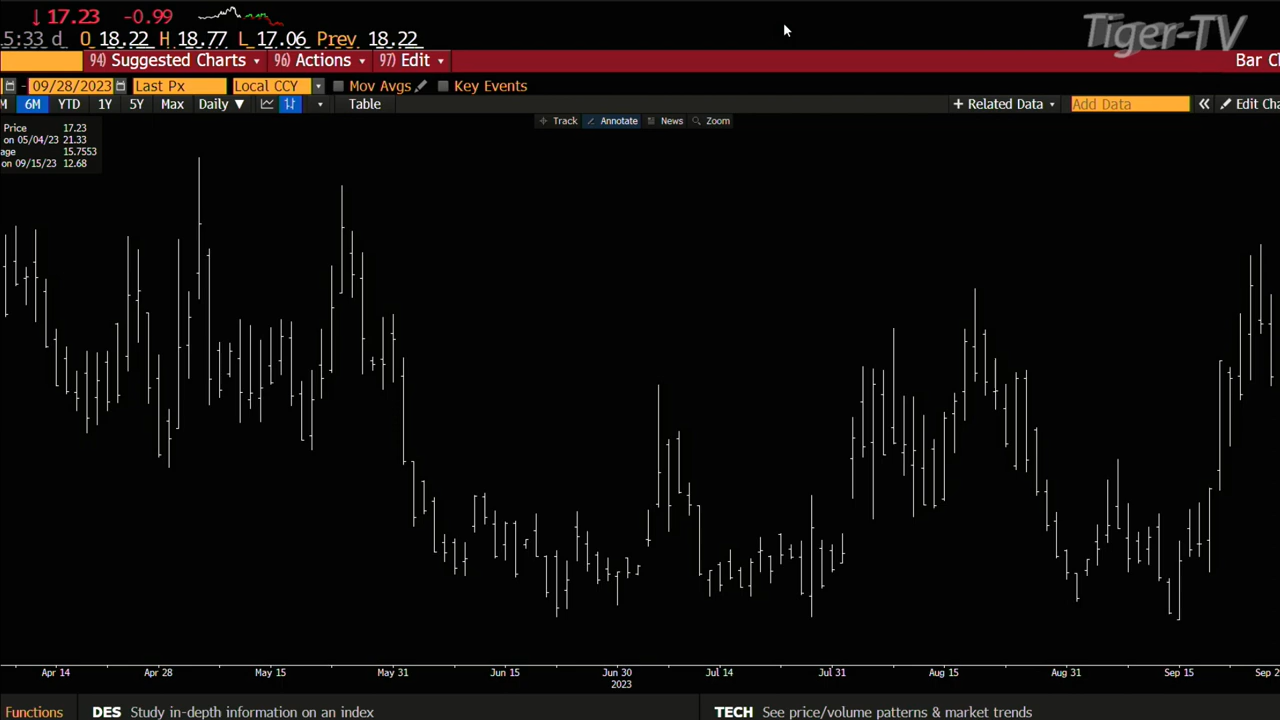 ↓17.23 -0.99
5:33 d O 18.22 H 18.77 L 17.06 Prev 18.22
Tiger-TV
94) Suggested Charts 96) Actions 97) Edit Bar C
- 09/28/2023 Last Px Local CCY Mov Avgs Key Events
M 6M YTD 1Y 5Y Max Daily ▼ Table + Related Data Add Data « Edit Cha
Track Annotate News Zoom
Price 17.23
on 05/04/23 21.33
age 15.7553
on 09/15/23 12.68
Apr 14 Apr 28 May 15 May 31 Jun 15 Jun 30 Jul 14 Jul 31 Aug 15 Aug 31 Sep 15 Sep 2
2023
Functions DES Study in-depth information on an index TECH See price/volume patterns & market trends